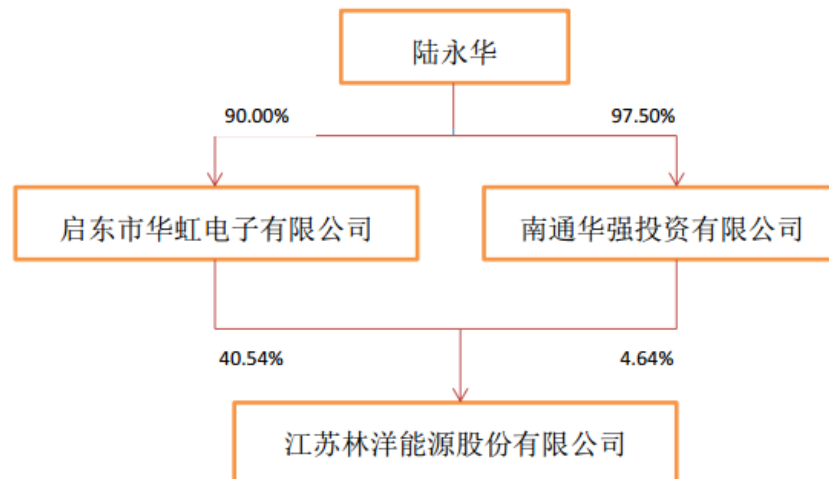 陆永华
90.00%
97.50%
启东市华虹电子有限公司
南通华强投资有限公司
40.54%
4.64%
江苏林洋能源股份有限公司